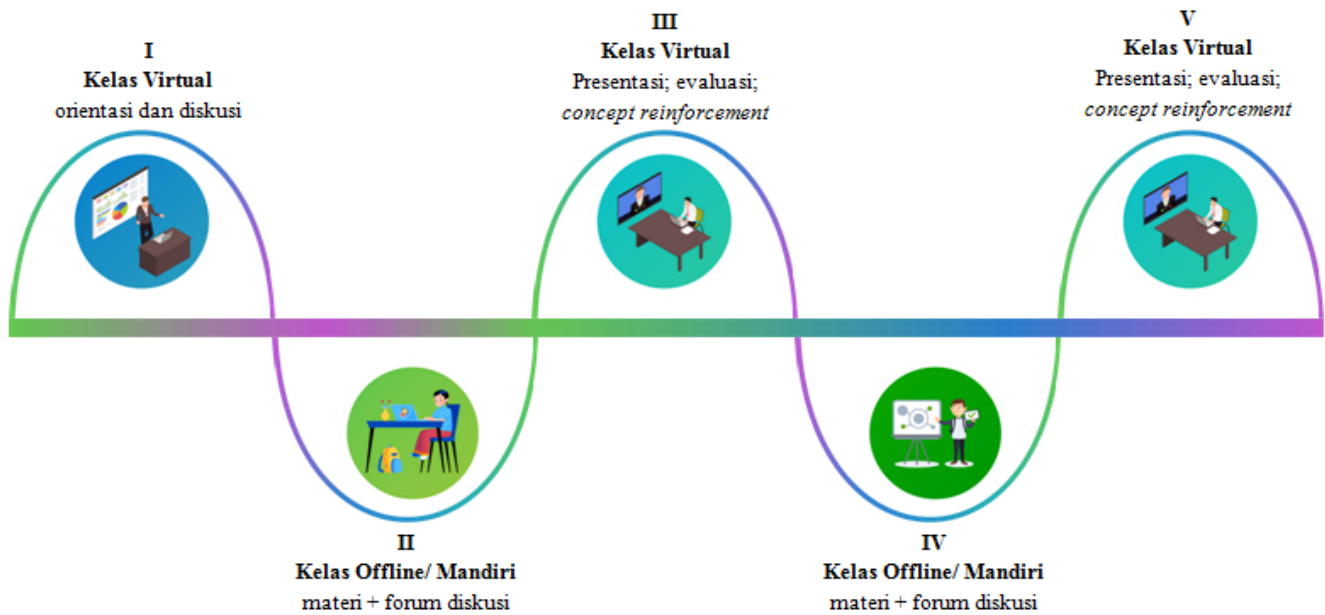 I
Kelas Virtual
orientasi dan diskusi
II
Kelas Offline/ Mandiri
materi + forum diskusi
III
Kelas Virtual
Presentasi; evaluasi;
concept reinforcement
IV
Kelas Offline/ Mandiri
materi + forum diskusi
V
Kelas Virtual
Presentasi; evaluasi;
concept reinforcement